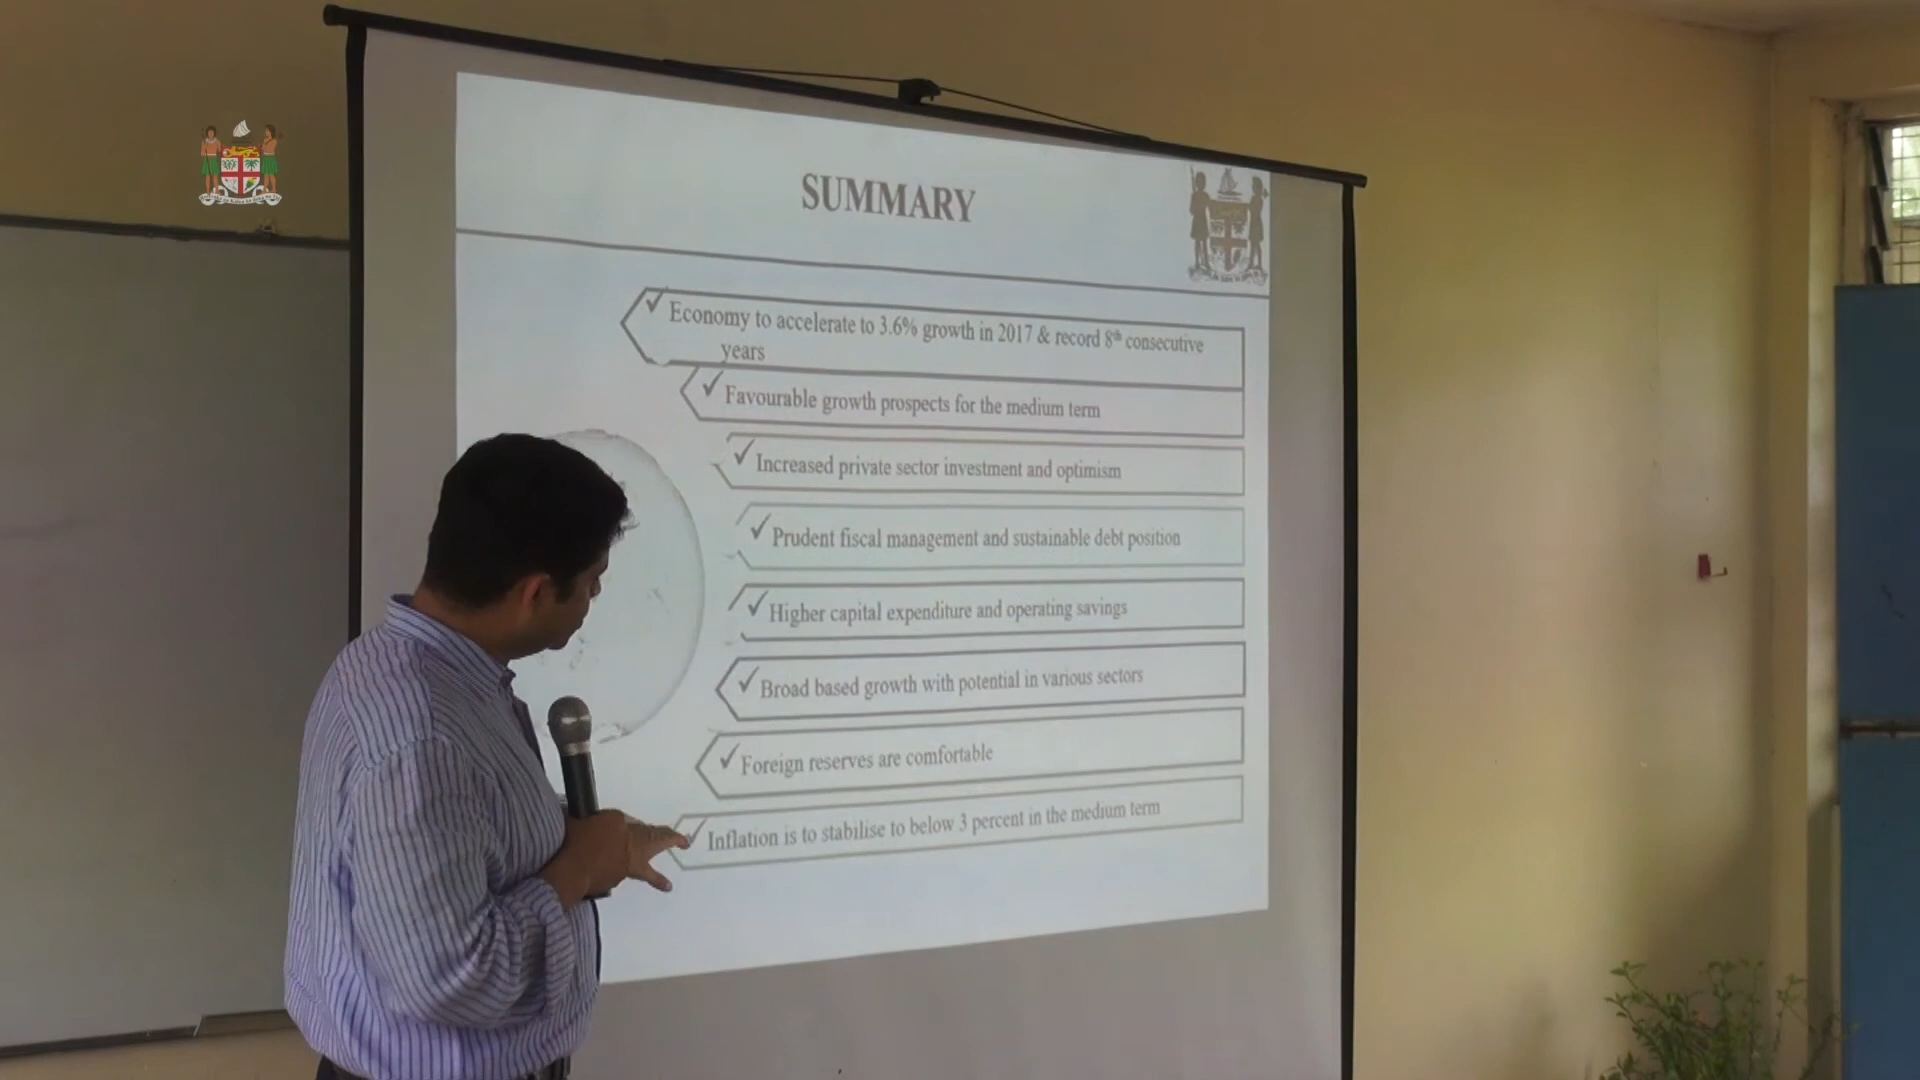 SUMMARY
✓ Economy to accelerate to 3.6% growth in 2017 & record 8th consecutive
years
✓ Favourable growth prospects for the medium term
✓ Increased private sector investment and optimism
✓ Prudent fiscal management and sustainable debt position
✓ Higher capital expenditure and operating savings
✓ Broad based growth with potential in various sectors
✓ Foreign reserves are comfortable
✓ Inflation is to stabilise to below 3 percent in the medium term